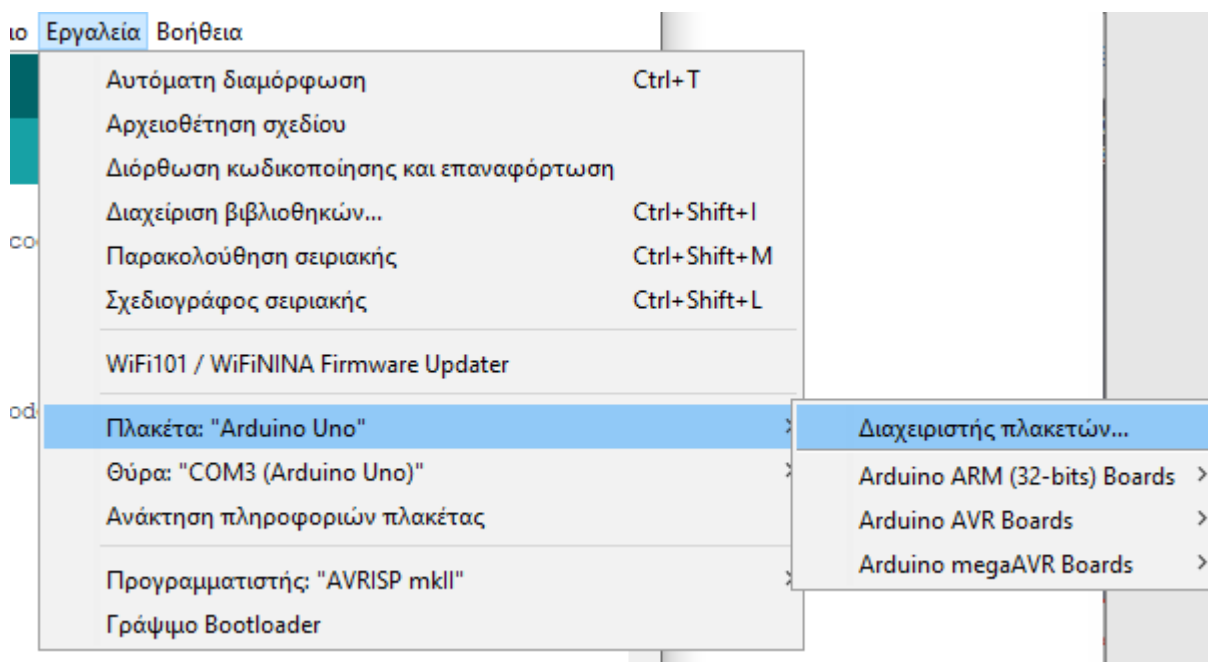 Εργαλεία Βοήθεια
Αυτόματη διαμόρφωση Ctrl+T
Αρχειοθέτηση σχεδίου
Διόρθωση κωδικοποίησης και επαναφόρτωση
Διαχείριση βιβλιοθηκών... Ctrl+Shift+I
Παρακολούθηση σειριακής Ctrl+Shift+M
Σχεδιογράφος σειριακής Ctrl+Shift+L
WiFi101 / WiFiNINA Firmware Updater
Πλακέτα: "Arduino Uno"
Διαχειριστής πλακετών...
Θύρα: "COM3 (Arduino Uno)"
Arduino ARM (32-bits) Boards
Ανάκτηση πληροφοριών πλακέτας
Arduino AVR Boards
Arduino megaAVR Boards
Προγραμματιστής: "AVRISP mkII"
Γράψιμο Bootloader